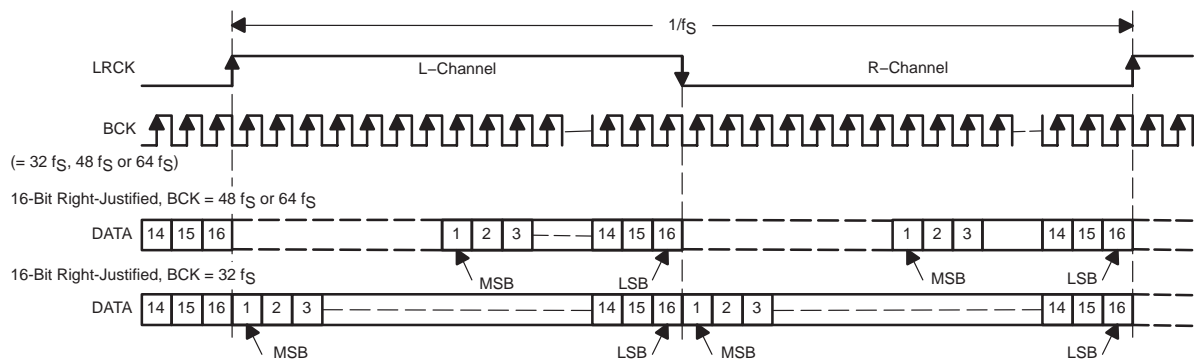 1/fS
LRCK
L–Channel
R–Channel
BCK
(= 32 fS, 48 fS or 64 fS)
16-Bit Right-Justified, BCK = 48 fS or 64 fS
DATA 14 15 16 1 2 3 14 15 16 1 2 3 14 15 16
MSB LSB MSB LSB
16-Bit Right-Justified, BCK = 32 fS
DATA 14 15 16 1 2 3 14 15 16 1 2 3 14 15 16
MSB LSB MSB LSB